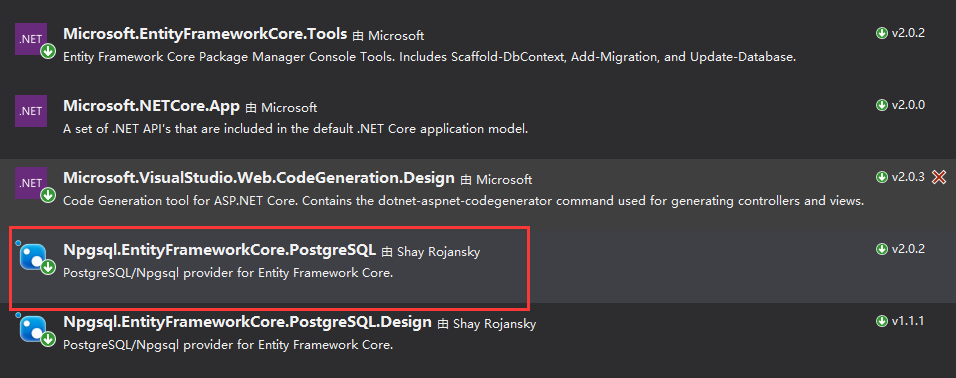 .NET Microsoft.EntityFrameworkCore.Tools 由 Microsoft v2.0.2
Entity Framework Core Package Manager Console Tools. Includes Scaffold-DbContext, Add-Migration, and Update-Database.
.NET Microsoft.NETCore.App 由 Microsoft v2.0.0
A set of .NET API's that are included in the default .NET Core application model.
.NET Microsoft.VisualStudio.Web.CodeGeneration.Design 由 Microsoft v2.0.3
Code Generation tool for ASP.NET Core. Contains the dotnet-aspnet-codegenerator command used for generating controllers and views.
Npgsql.EntityFrameworkCore.PostgreSQL 由 Shay Rojansky v2.0.2
PostgreSQL/Npgsql provider for Entity Framework Core.
Npgsql.EntityFrameworkCore.PostgreSQL.Design 由 Shay Rojansky v1.1.1
PostgreSQL/Npgsql provider for Entity Framework Core.